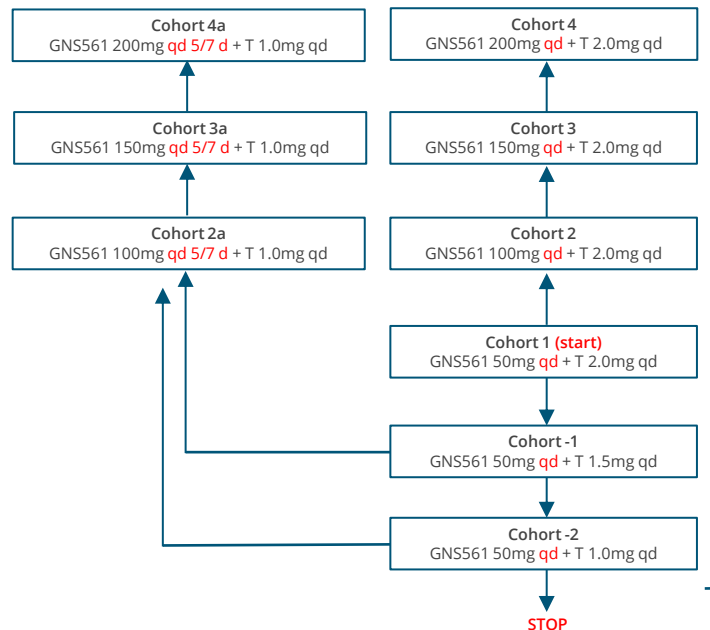 Cohort 4a
GNS561 200mg qd 5/7 d + T 1.0mg qd
Cohort 4
GNS561 200mg qd + T 2.0mg qd
Cohort 3a
GNS561 150mg qd 5/7 d + T 1.0mg qd
Cohort 3
GNS561 150mg qd + T 2.0mg qd
Cohort 2a
GNS561 100mg qd 5/7 d + T 1.0mg qd
Cohort 2
GNS561 100mg qd + T 2.0mg qd
Cohort 1 (start)
GNS561 50mg qd + T 2.0mg qd
Cohort -1
GNS561 50mg qd + T 1.5mg qd
Cohort -2
GNS561 50mg qd + T 1.0mg qd
STOP